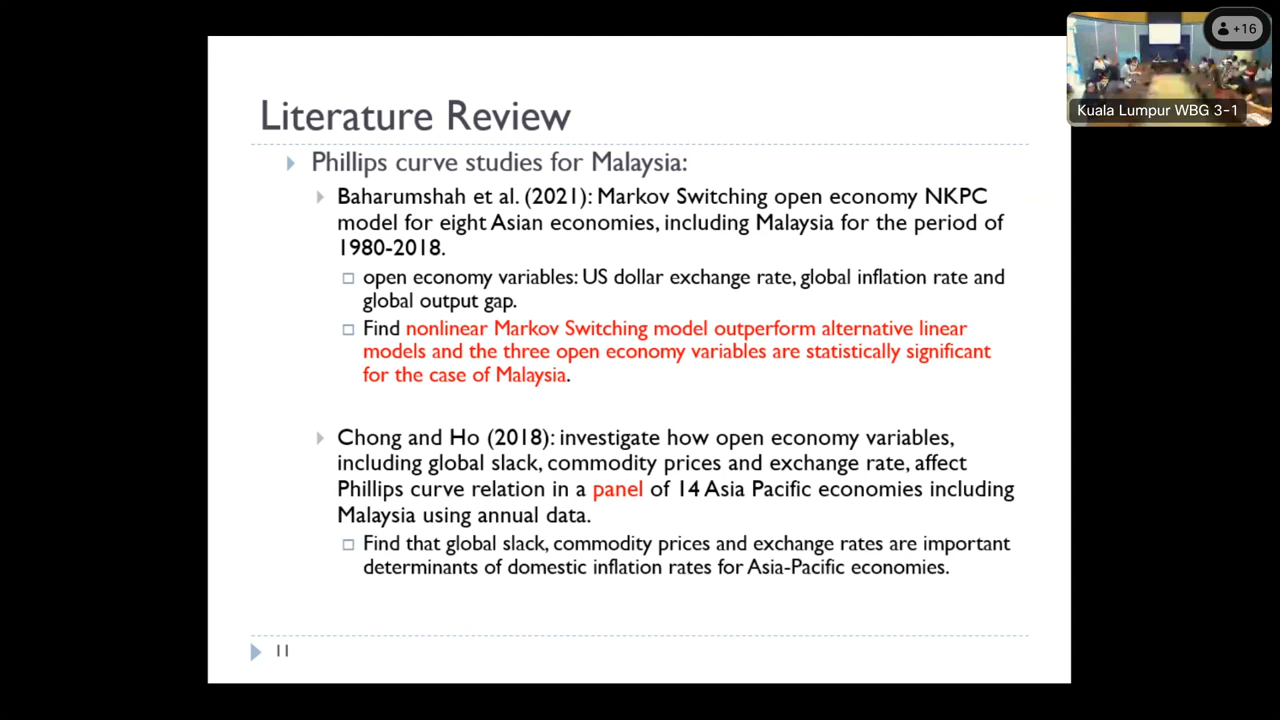 +16
Kuala Lumpur WBG 3-1
Literature Review
Phillips curve studies for Malaysia:
Baharumshah et al. (2021): Markov Switching open economy NKPC
model for eight Asian economies, including Malaysia for the period of
1980-2018.
open economy variables: US dollar exchange rate, global inflation rate and
global output gap.
Find nonlinear Markov Switching model outperform alternative linear
models and the three open economy variables are statistically significant
for the case of Malaysia.
Chong and Ho (2018): investigate how open economy variables,
including global slack, commodity prices and exchange rate, affect
Phillips curve relation in a panel of 14 Asia Pacific economies including
Malaysia using annual data.
Find that global slack, commodity prices and exchange rates are important
determinants of domestic inflation rates for Asia-Pacific economies.
11